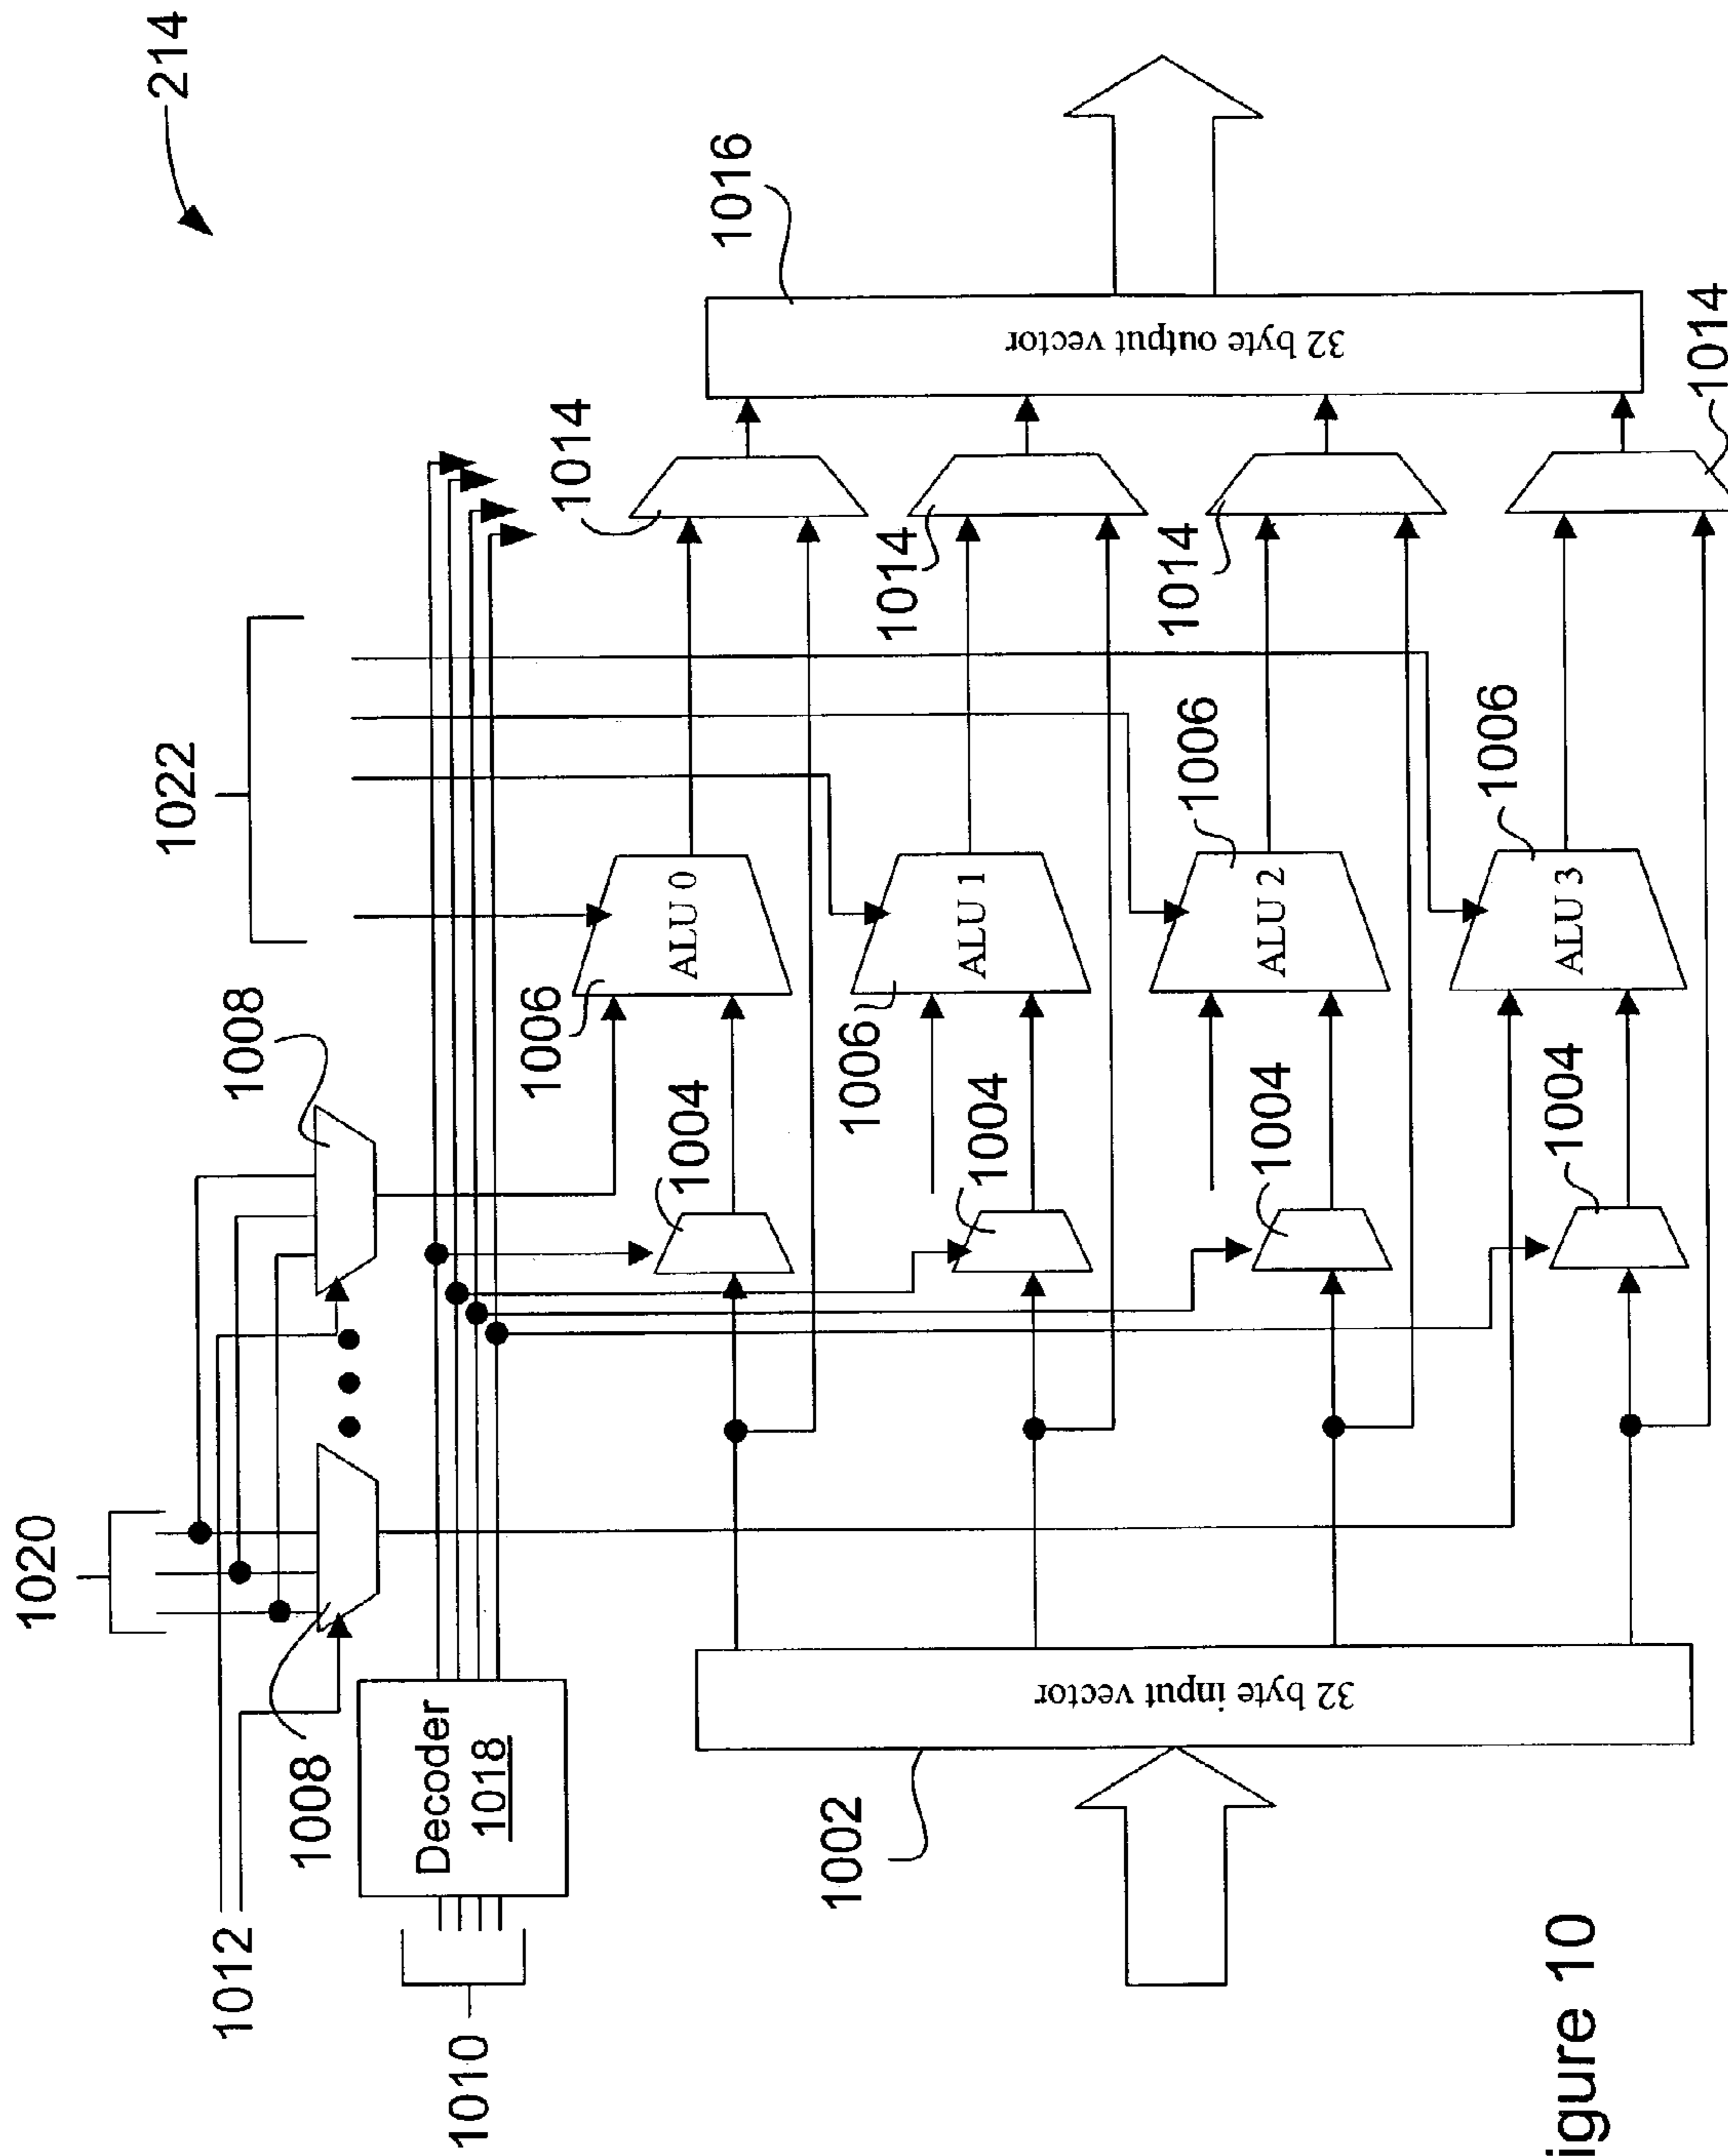 1020
214
1022
1012
1008
1008
Decoder
1018
1010
1006
1014
1004
ALU 0
1016
1002
1006
1014
1004
ALU 1
32 byte input vector
32 byte output vector
1006
1014
1004
ALU 2
1006
1004
ALU 3
1014
igure 10